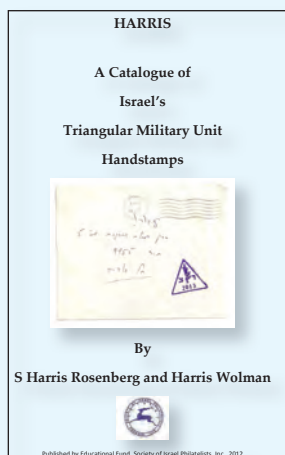 HARRIS
A Catalogue of
Israel's
Triangular Military Unit
Handstamps
2013
By
S Harris Rosenberg and Harris Wolman
Published by Educational Fund, Society of Israel Philatelists, Inc., 2012